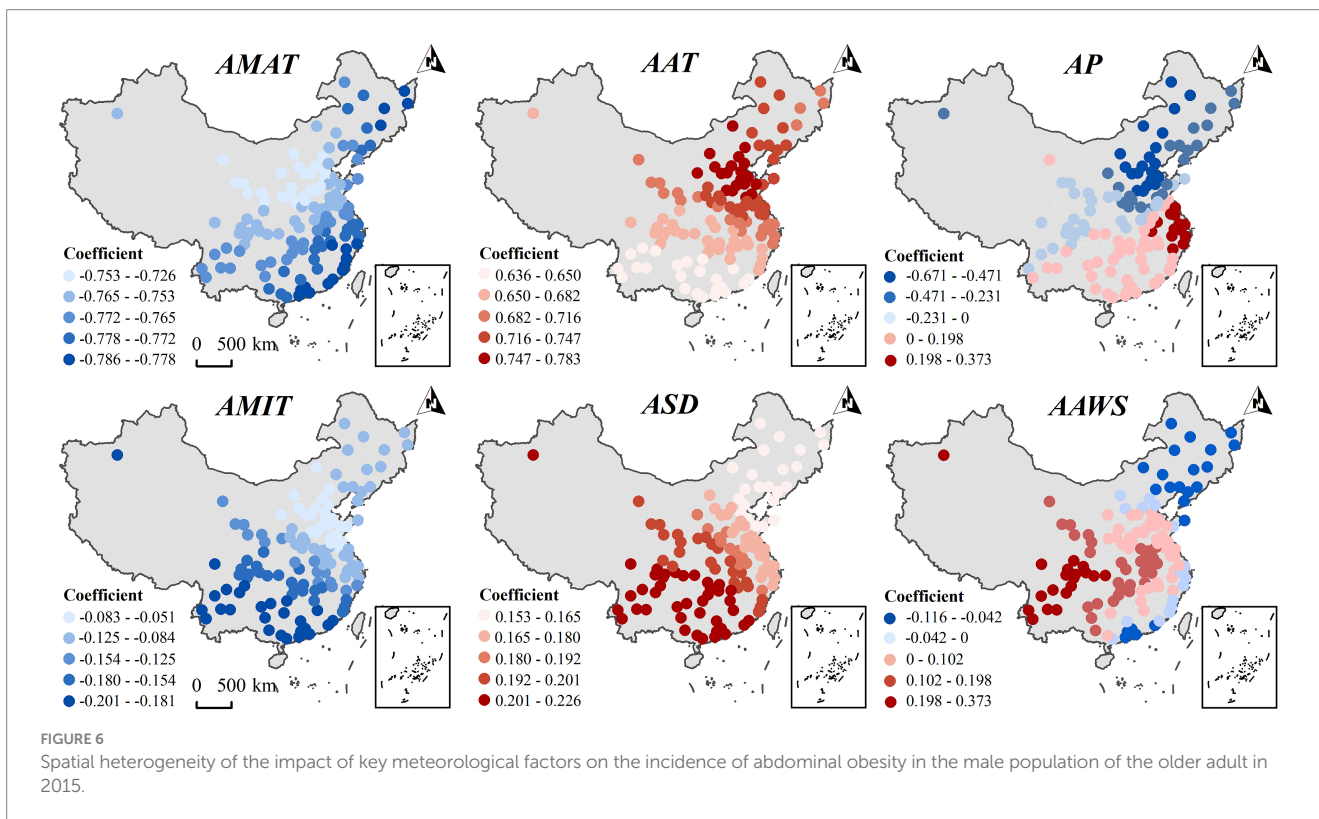 AMAT
N
Coefficient
-0.753 - -0.726
-0.765 - -0.753
-0.772 - -0.765
-0.778 - -0.772
-0.786 - -0.778
0 500 km
AAT
N
Coefficient
0.636 - 0.650
0.650 - 0.682
0.682 - 0.716
0.716 - 0.747
0.747 - 0.783
AP
N
Coefficient
-0.671 - -0.471
-0.471 - -0.231
-0.231 - 0
0 - 0.198
0.198 - 0.373
AMIT
N
Coefficient
-0.083 - -0.051
-0.125 - -0.084
-0.154 - -0.125
-0.180 - -0.154
-0.201 - -0.181
0 500 km
ASD
N
Coefficient
0.153 - 0.165
0.165 - 0.180
0.180 - 0.192
0.192 - 0.201
0.201 - 0.226
AAWS
N
Coefficient
-0.116 - -0.042
-0.042 - 0
0 - 0.102
0.102 - 0.198
0.198 - 0.373
FIGURE 6
Spatial heterogeneity of the impact of key meteorological factors on the incidence of abdominal obesity in the male population of the older adult in
2015.